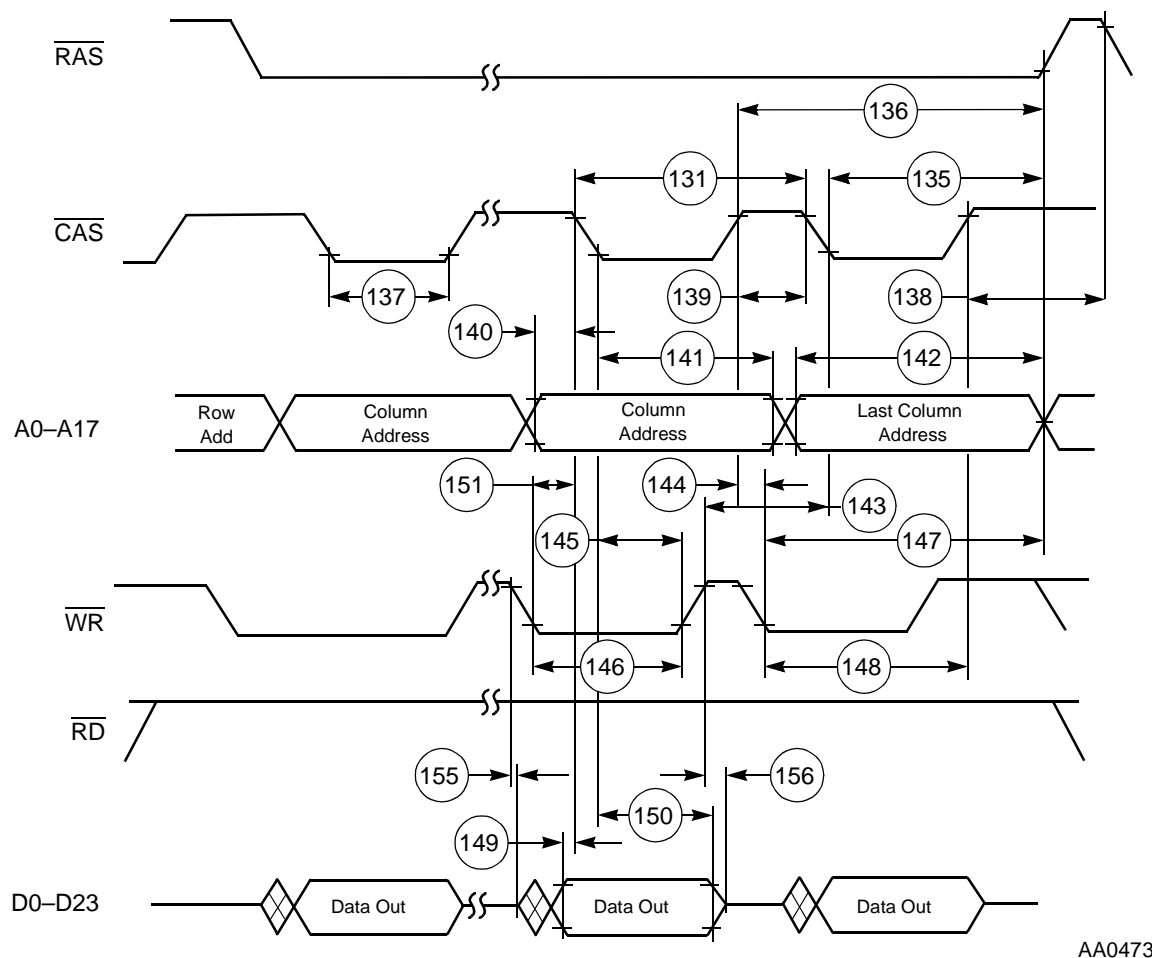 RAS
136
131
135
CAS
137
139
138
140
141
142
A0–A17
Row
Add
Column
Address
Column
Address
Last Column
Address
151
144
143
145
147
WR
146
148
RD
155
156
150
149
D0–D23
Data Out
Data Out
Data Out
AA0473